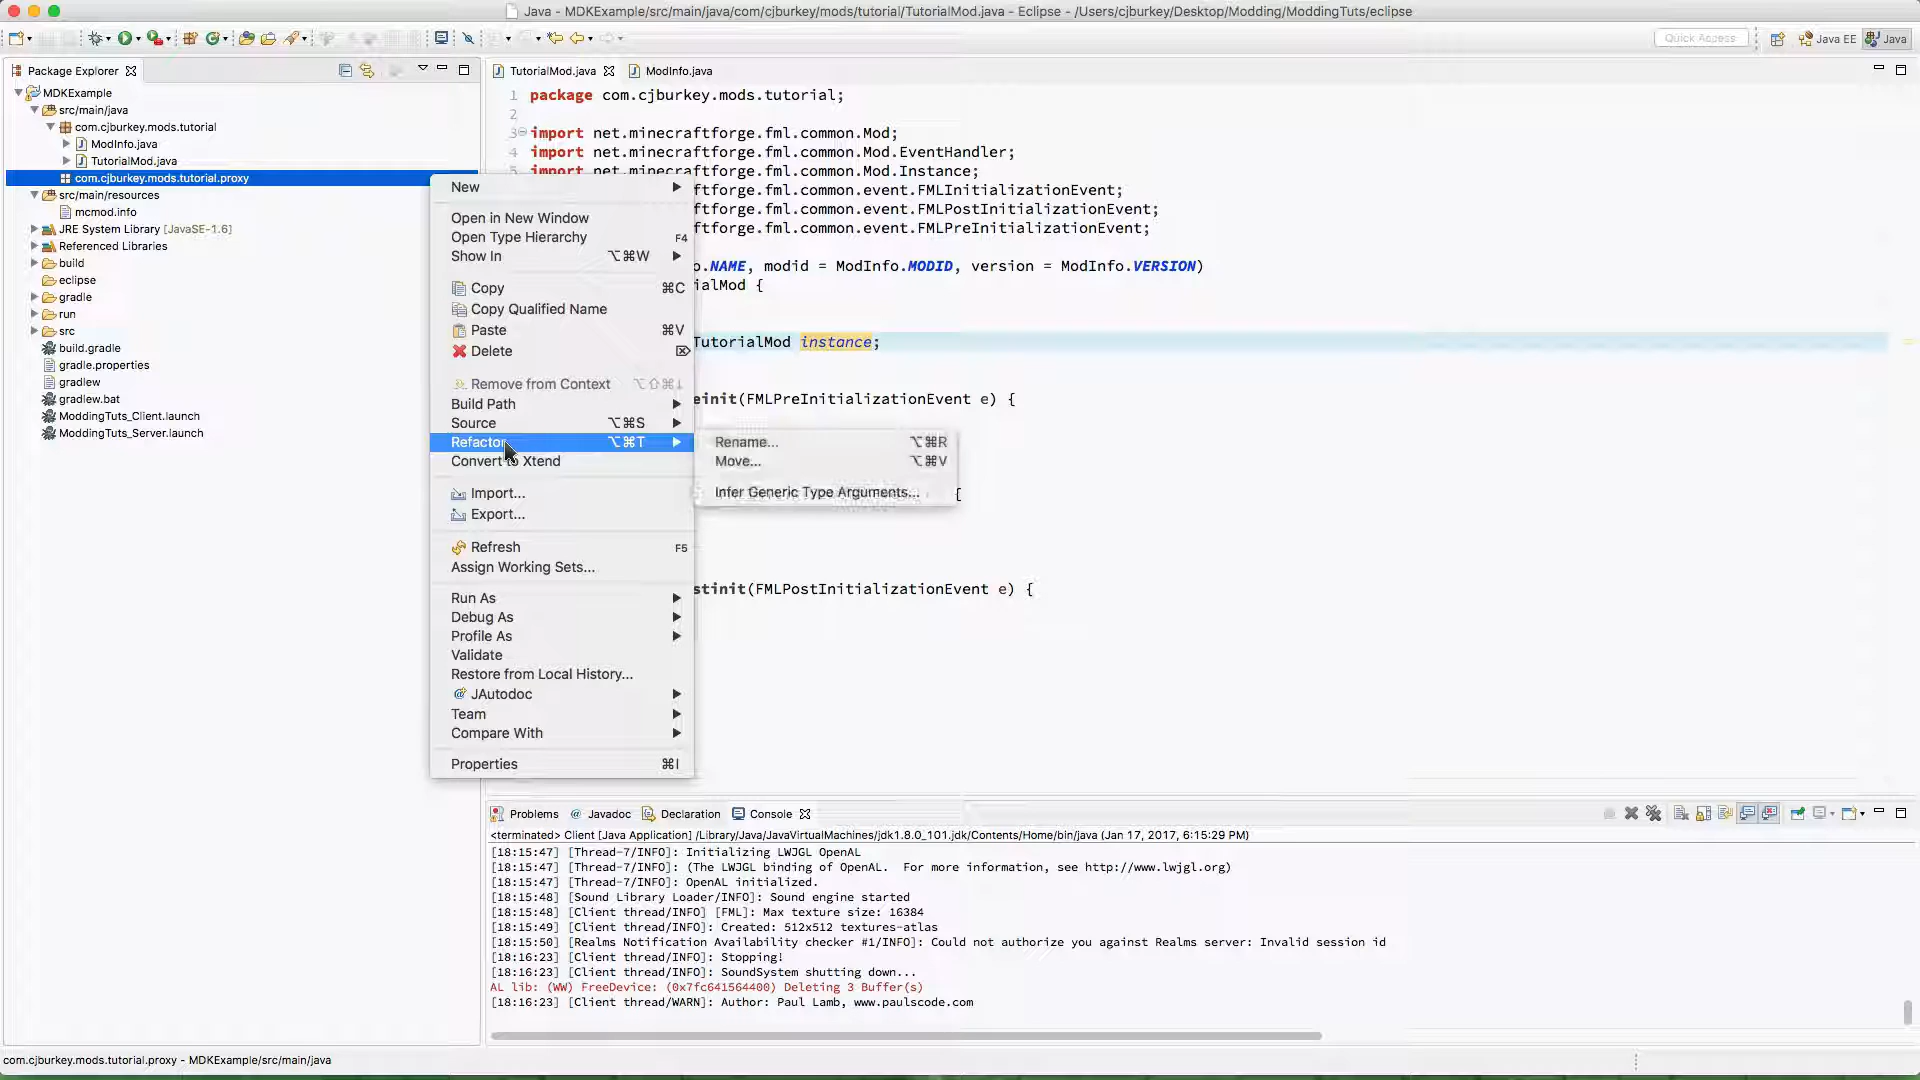 Java - MDKExample/src/main/java/com/cjburkey/mods/tutorial/TutorialMod.java - Eclipse - /Users/cjburkey/Desktop/Modding/ModdingTuts/eclipse
Quick Access
Java EE
Java
Package Explorer
MDKExample
src/main/java
com.cjburkey.mods.tutorial
ModInfo.java
TutorialMod.java
com.cjburkey.mods.tutorial.proxy
src/main/resources
mcmod.info
JRE System Library [JavaSE-1.6]
Referenced Libraries
build
eclipse
gradle
run
src
build.gradle
gradle.properties
gradlew
gradlew.bat
ModdingTuts_Client.launch
ModdingTuts_Server.launch
New
Open in New Window
Open Type Hierarchy F4
Show In ⌥⌘W
Copy ⌘C
Copy Qualified Name
Paste ⌘V
Delete ⌦
Remove from Context ⌥⇧⌘↓
Build Path
Source ⌥⌘S
Refactor ⌥⌘T
Convert to Xtend
Import...
Export...
Refresh F5
Assign Working Sets...
Run As
Debug As
Profile As
Validate
Restore from Local History...
JAutodoc
Team
Compare With
Properties ⌘I
Rename... ⌥⌘R
Move... ⌥⌘V
Infer Generic Type Arguments...
TutorialMod.java
ModInfo.java
1 package com.cjburkey.mods.tutorial;
2
3 import net.minecraftforge.fml.common.Mod;
4 import net.minecraftforge.fml.common.Mod.EventHandler;
5 import net.minecraftforge.fml.common.Mod.Instance;
ftforge.fml.common.event.FMLInitializationEvent;
ftforge.fml.common.event.FMLPostInitializationEvent;
ftforge.fml.common.event.FMLPreInitializationEvent;
o.NAME, modid = ModInfo.MODID, version = ModInfo.VERSION)
ialMod {
TutorialMod instance;
einit(FMLPreInitializationEvent e) {
{
stinit(FMLPostInitializationEvent e) {
Problems
@ Javadoc
Declaration
Console
<terminated> Client [Java Application] /Library/Java/JavaVirtualMachines/jdk1.8.0_101.jdk/Contents/Home/bin/java (Jan 17, 2017, 6:15:29 PM)
[18:15:47] [Thread-7/INFO]: Initializing LWJGL OpenAL
[18:15:47] [Thread-7/INFO]: (The LWJGL binding of OpenAL.  For more information, see http://www.lwjgl.org)
[18:15:47] [Thread-7/INFO]: OpenAL initialized.
[18:15:48] [Sound Library Loader/INFO]: Sound engine started
[18:15:48] [Client thread/INFO] [FML]: Max texture size: 16384
[18:15:49] [Client thread/INFO]: Created: 512x512 textures-atlas
[18:15:50] [Realms Notification Availability checker #1/INFO]: Could not authorize you against Realms server: Invalid session id
[18:16:23] [Client thread/INFO]: Stopping!
[18:16:23] [Client thread/INFO]: SoundSystem shutting down...
AL lib: (WW) FreeDevice: (0x7fc641564400) Deleting 3 Buffer(s)
[18:16:23] [Client thread/WARN]: Author: Paul Lamb, www.paulscode.com
com.cjburkey.mods.tutorial.proxy - MDKExample/src/main/java